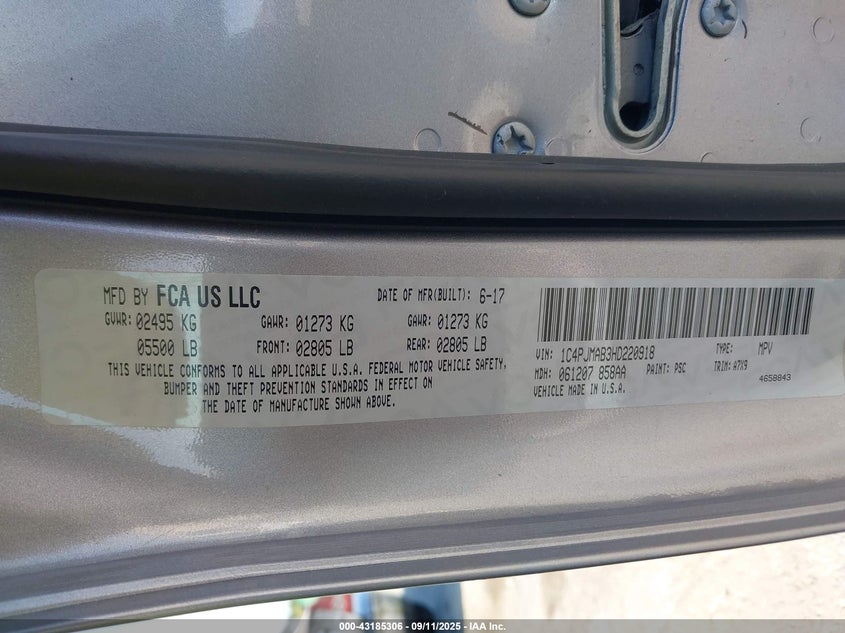 MFD BY FCA US LLC DATE OF MFR(BUILT): 6-17
GVWR: 02495 KG GAWR: 01273 KG GAWR: 01273 KG
05500 LB FRONT: 02805 LB REAR: 02805 LB
THIS VEHICLE CONFORMS TO ALL APPLICABLE U.S.A. FEDERAL MOTOR VEHICLE SAFETY,
BUMPER AND THEFT PREVENTION STANDARDS IN EFFECT ON
THE DATE OF MANUFACTURE SHOWN ABOVE.
VIN: 1C4PJMAB3HD220918 TYPE: MPV
MDH: 061207 858AA PAINT: PSC TRIM: A7X9
VEHICLE MADE IN U.S.A. 4658843
000-43185306 - 09/11/2025 - IAA Inc.